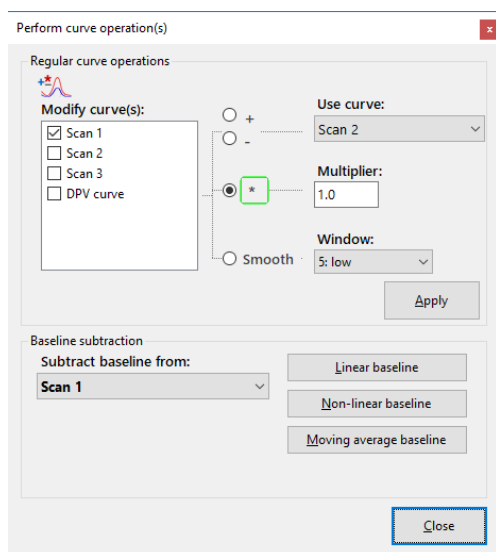 Perform curve operation(s)
x
Regular curve operations
Modify curve(s):
Scan 1
Scan 2
Scan 3
DPV curve
+
-
*
Smooth
Use curve:
Scan 2
Multiplier:
1.0
Window:
5: low
Apply
Baseline subtraction
Subtract baseline from:
Scan 1
Linear baseline
Non-linear baseline
Moving average baseline
Close